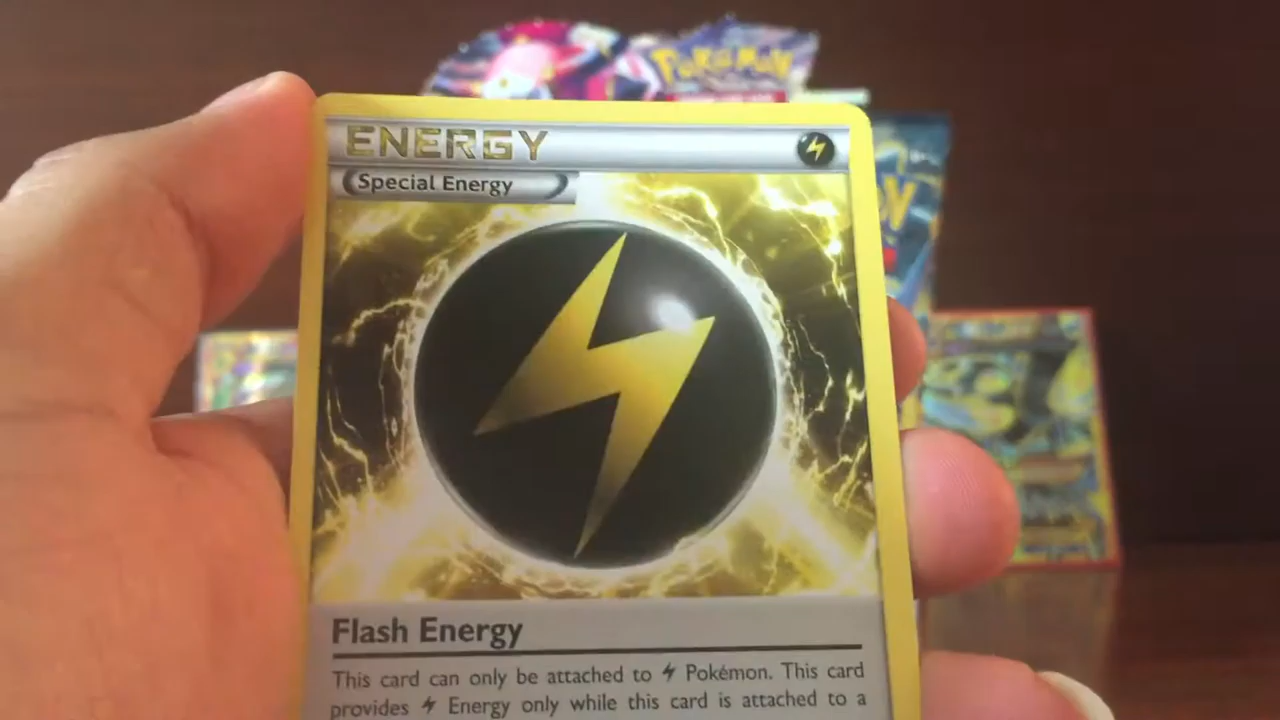 Pokémon
ENERGY
Special Energy
Flash Energy
This card can only be attached to Pokémon. This card
provides Energy only while this card is attached to a